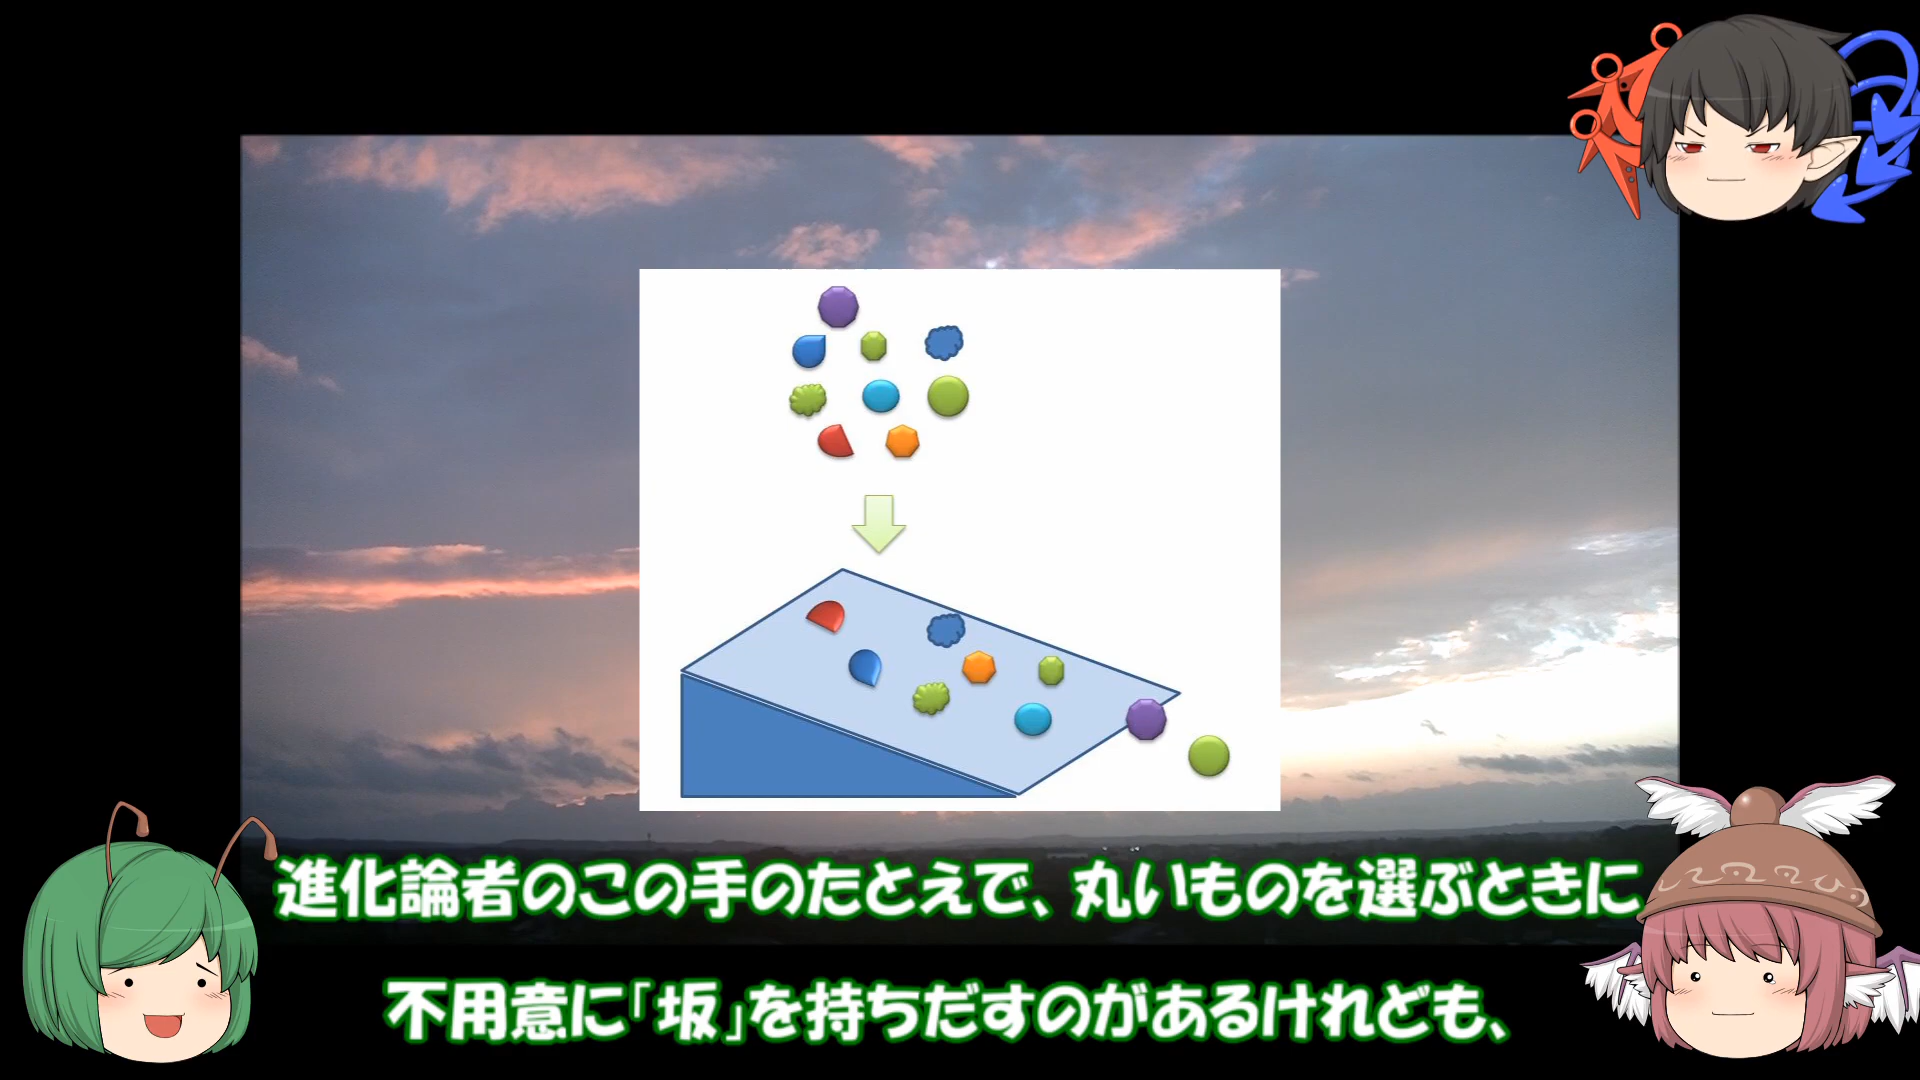 進化論者のこの手のたとえで、丸いものを選ぶときに
不用意に「坂」を持ちだすのがあるけれども、